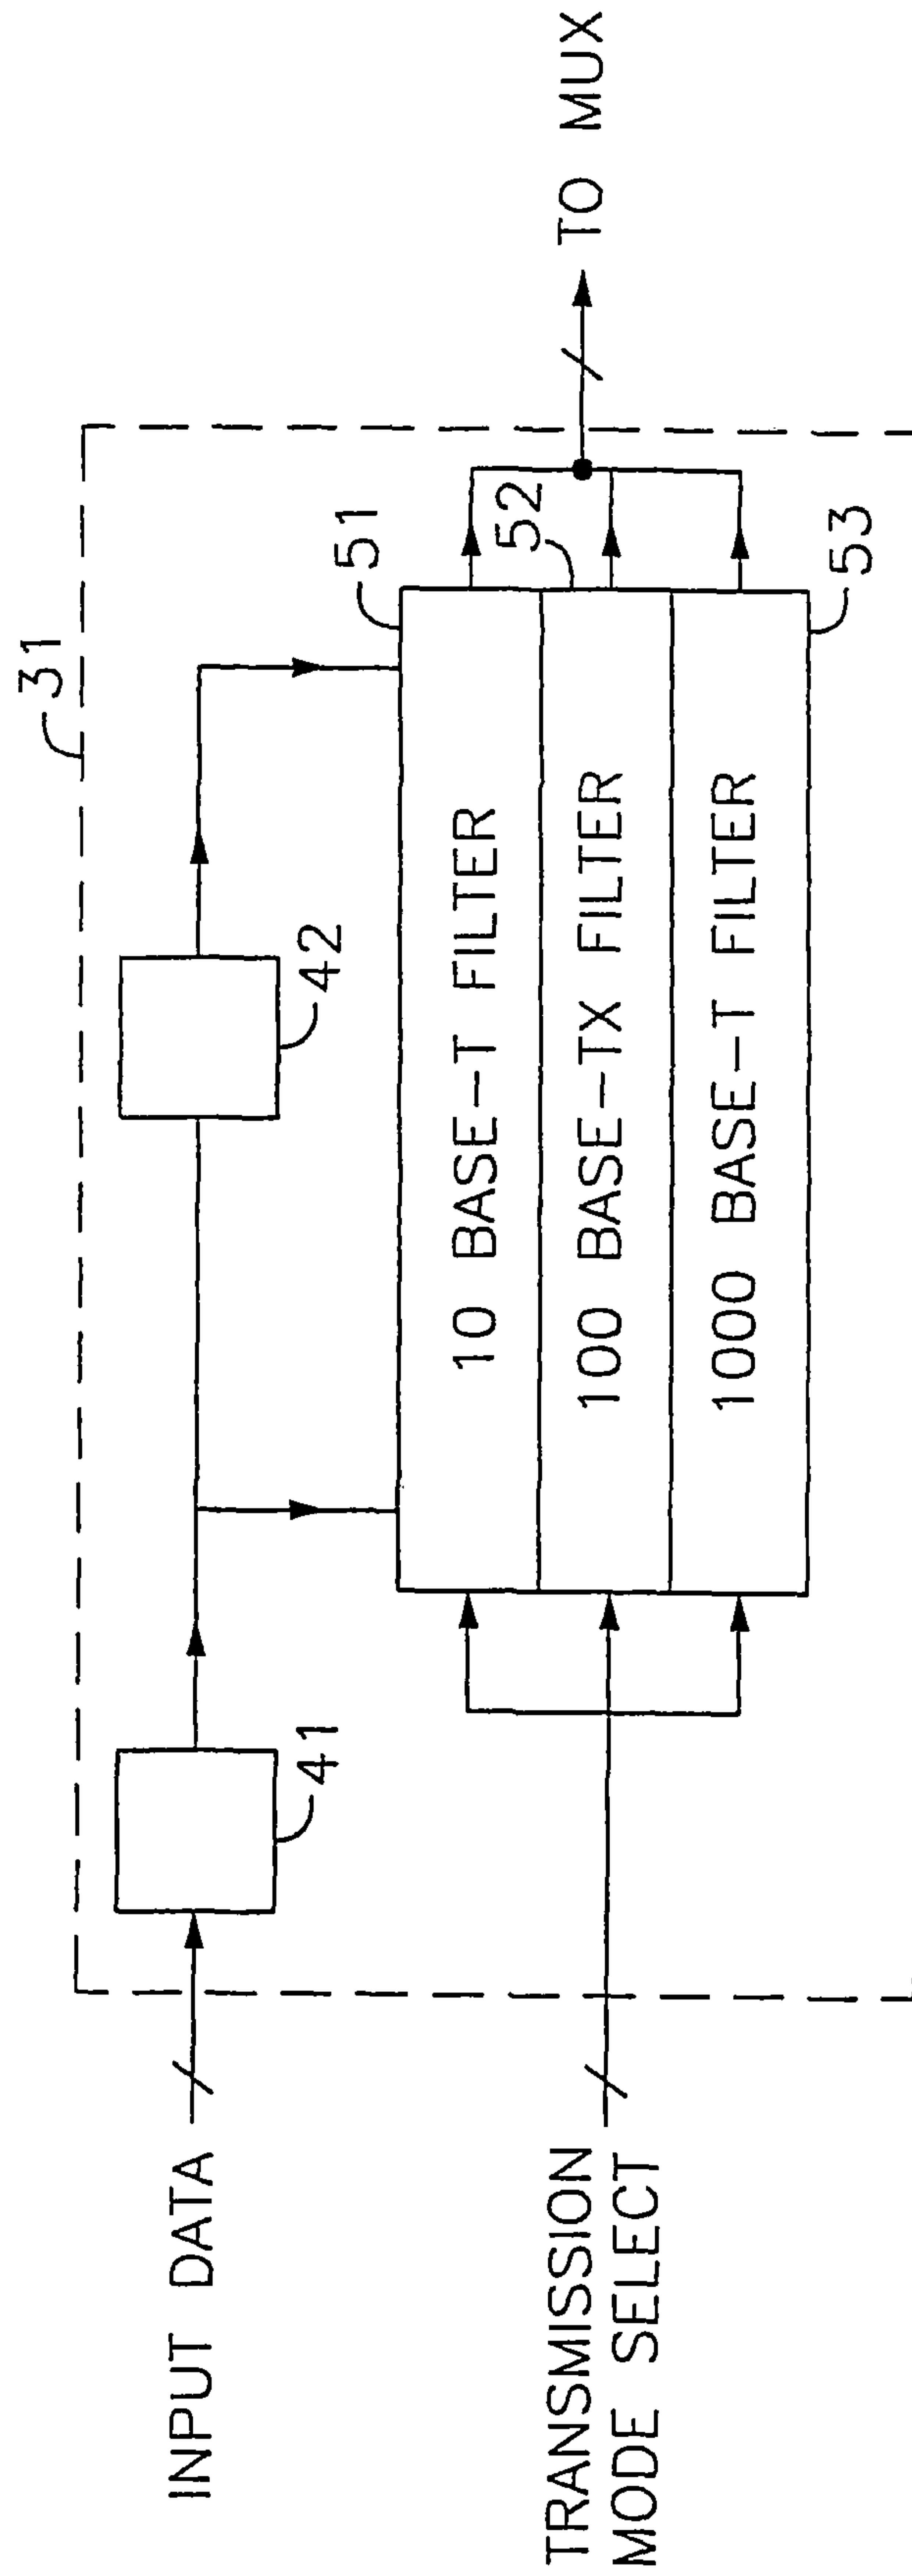 31
INPUT DATA
41
42
51
TRANSMISSION
MODE SELECT
10 BASE-T FILTER
52
100 BASE-TX FILTER
1000 BASE-T FILTER
53
TO MUX